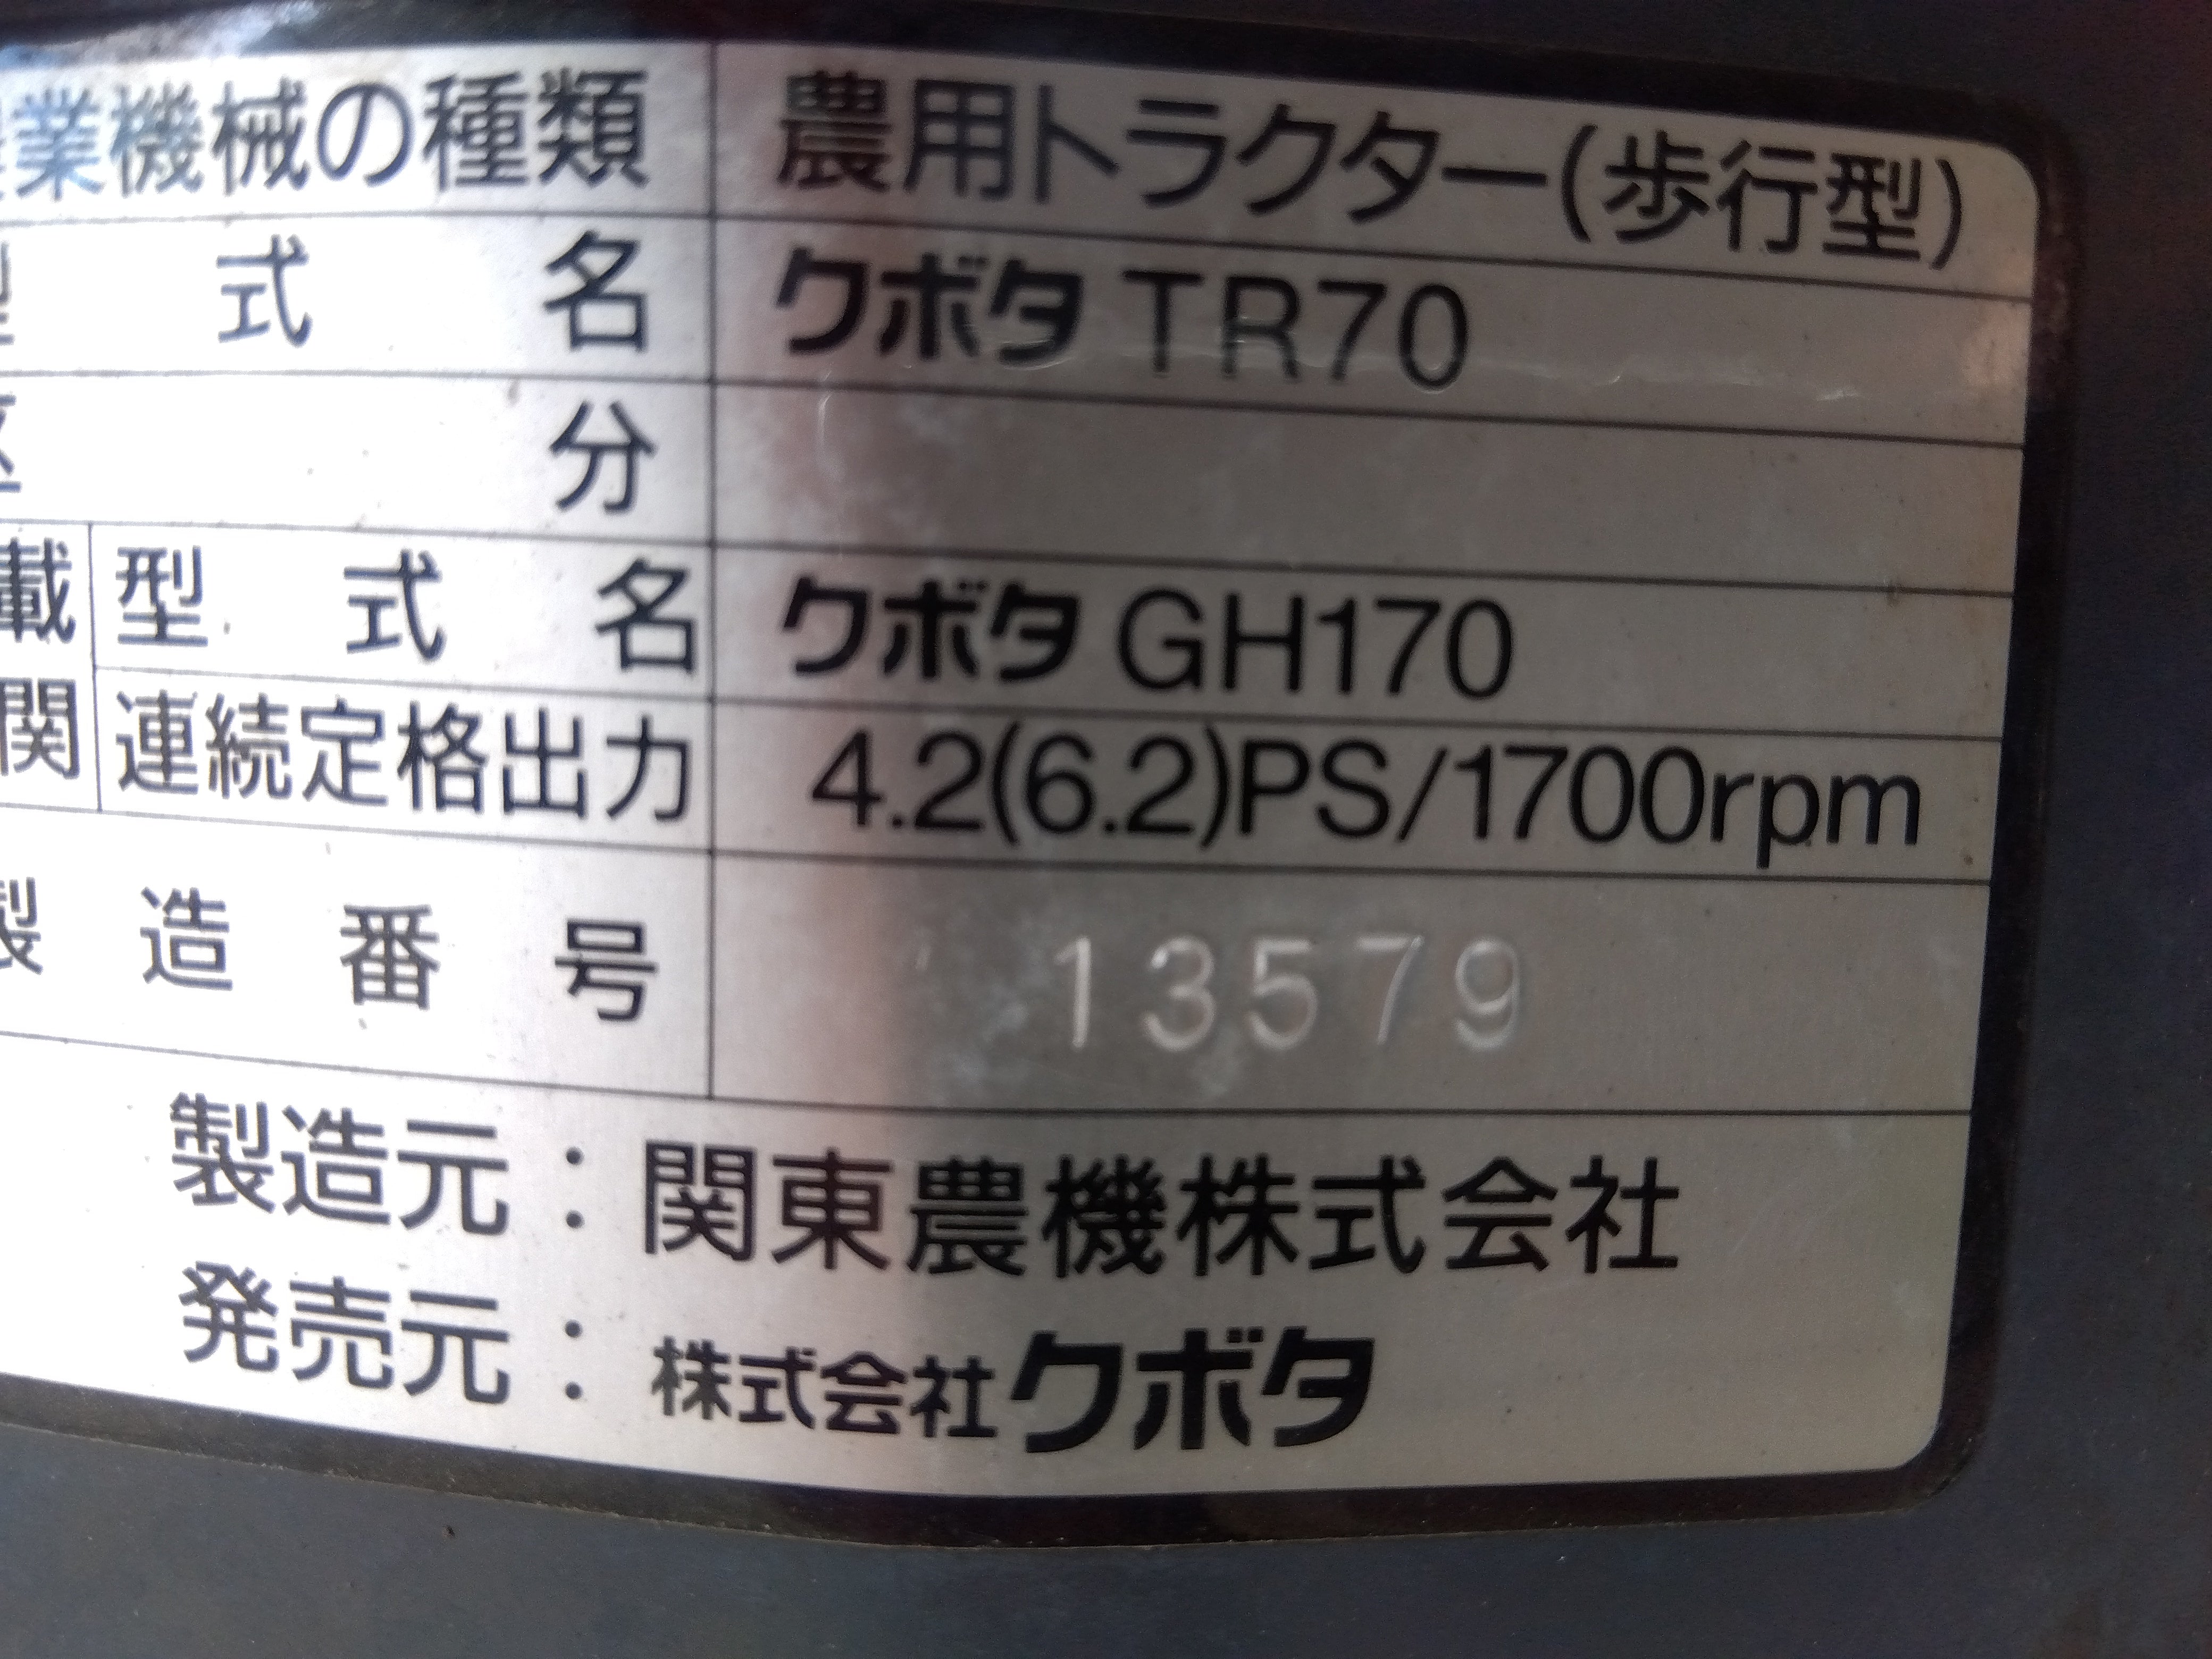 業機械の種類 農用トラクター(歩行型)
型 式 名 クボタ TR70
区 分
載 型 式 名 クボタ GH170
関 連続定格出力 4.2(6.2)PS/1700rpm
製 造 番 号 13579
製造元：関東農機株式会社
発売元：株式会社クボタ